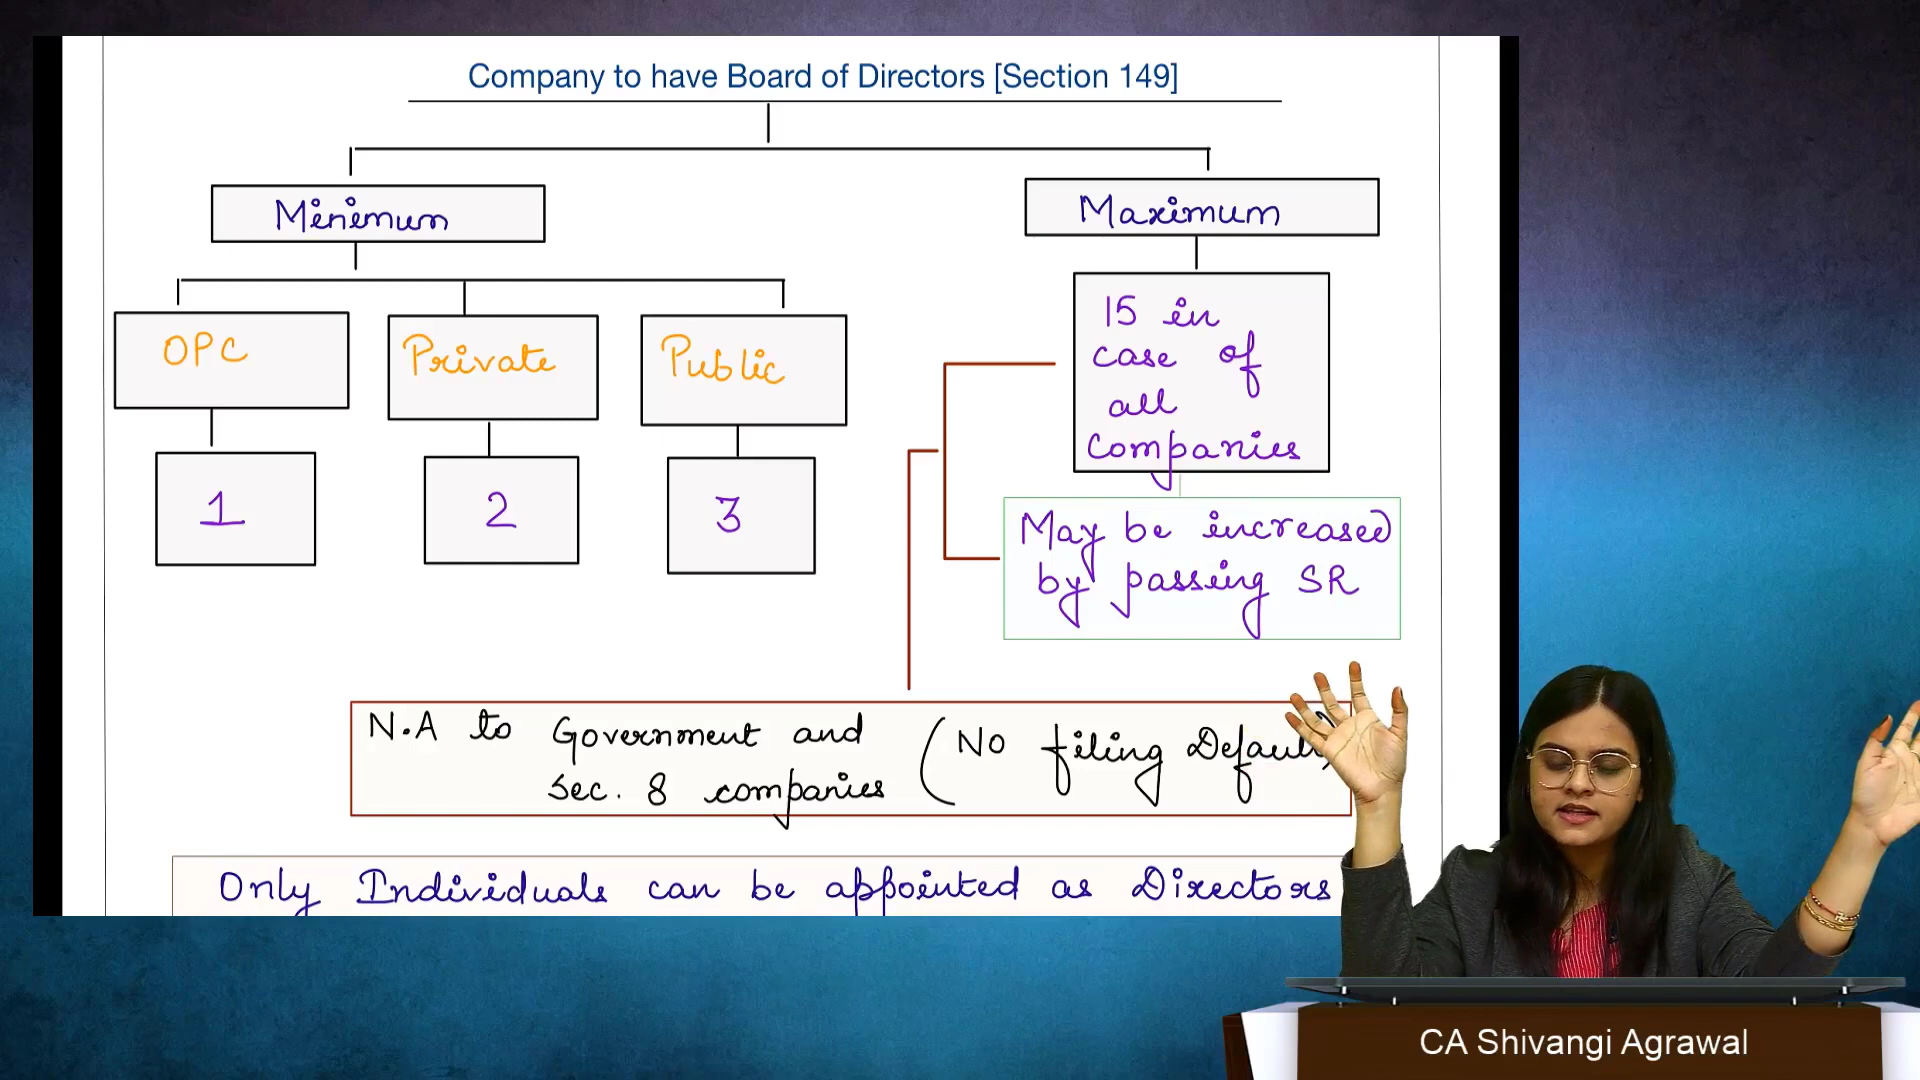 Company to have Board of Directors [Section 149]
Minimum
Maximum
OPC
Private
Public
1
2
3
15 in
case of
all
companies
May be increased
by passing SR
N.A to Government and
Sec. 8 companies
(No filing Default)
Only Individuals can be appointed as Directors
CA Shivangi Agrawal